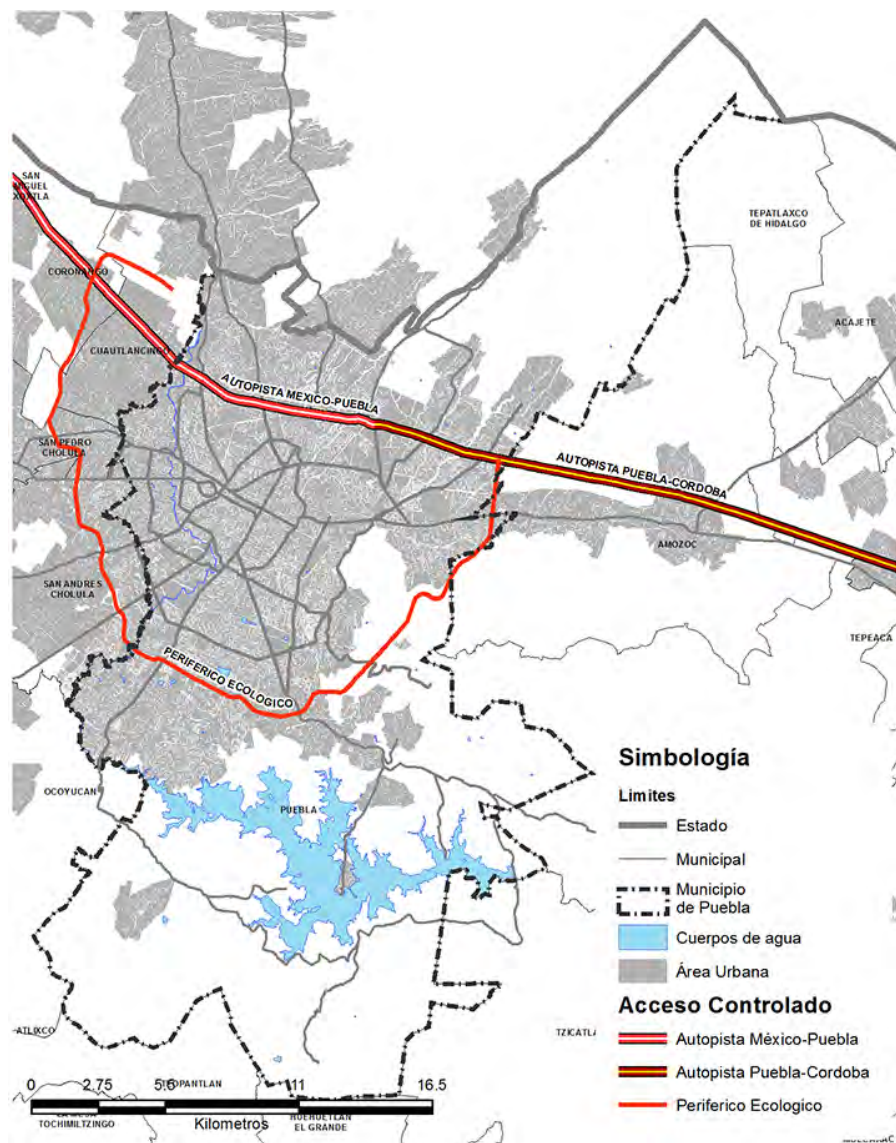 SAN
MIGUEL
XOXTLA
TEPATLAXCO
DE HIDALGO
CORONANGO
ACAJETE
CUAUTLANCINGO
AUTOPISTA MEXICO-PUEBLA
SAN PEDRO
CHOLULA
AUTOPISTA PUEBLA-CORDOBA
AMOZOC
SAN ANDRES
CHOLULA
TEPEACA
PERIFERICO ECOLOGICO
OCOYUCAN
PUEBLA
Simbología
Limites
Estado
Municipal
Municipio
de Puebla
Cuerpos de agua
Área Urbana
Acceso Controlado
Autopista México-Puebla
Autopista Puebla-Cordoba
Periferico Ecologico
ATLIXCO
TZICATLA
0 2.75 5.5 11 16.5
OPANTLAN
Kilometros
TOCHIMILTZINGO
HUEHUETLAN
EL GRANDE